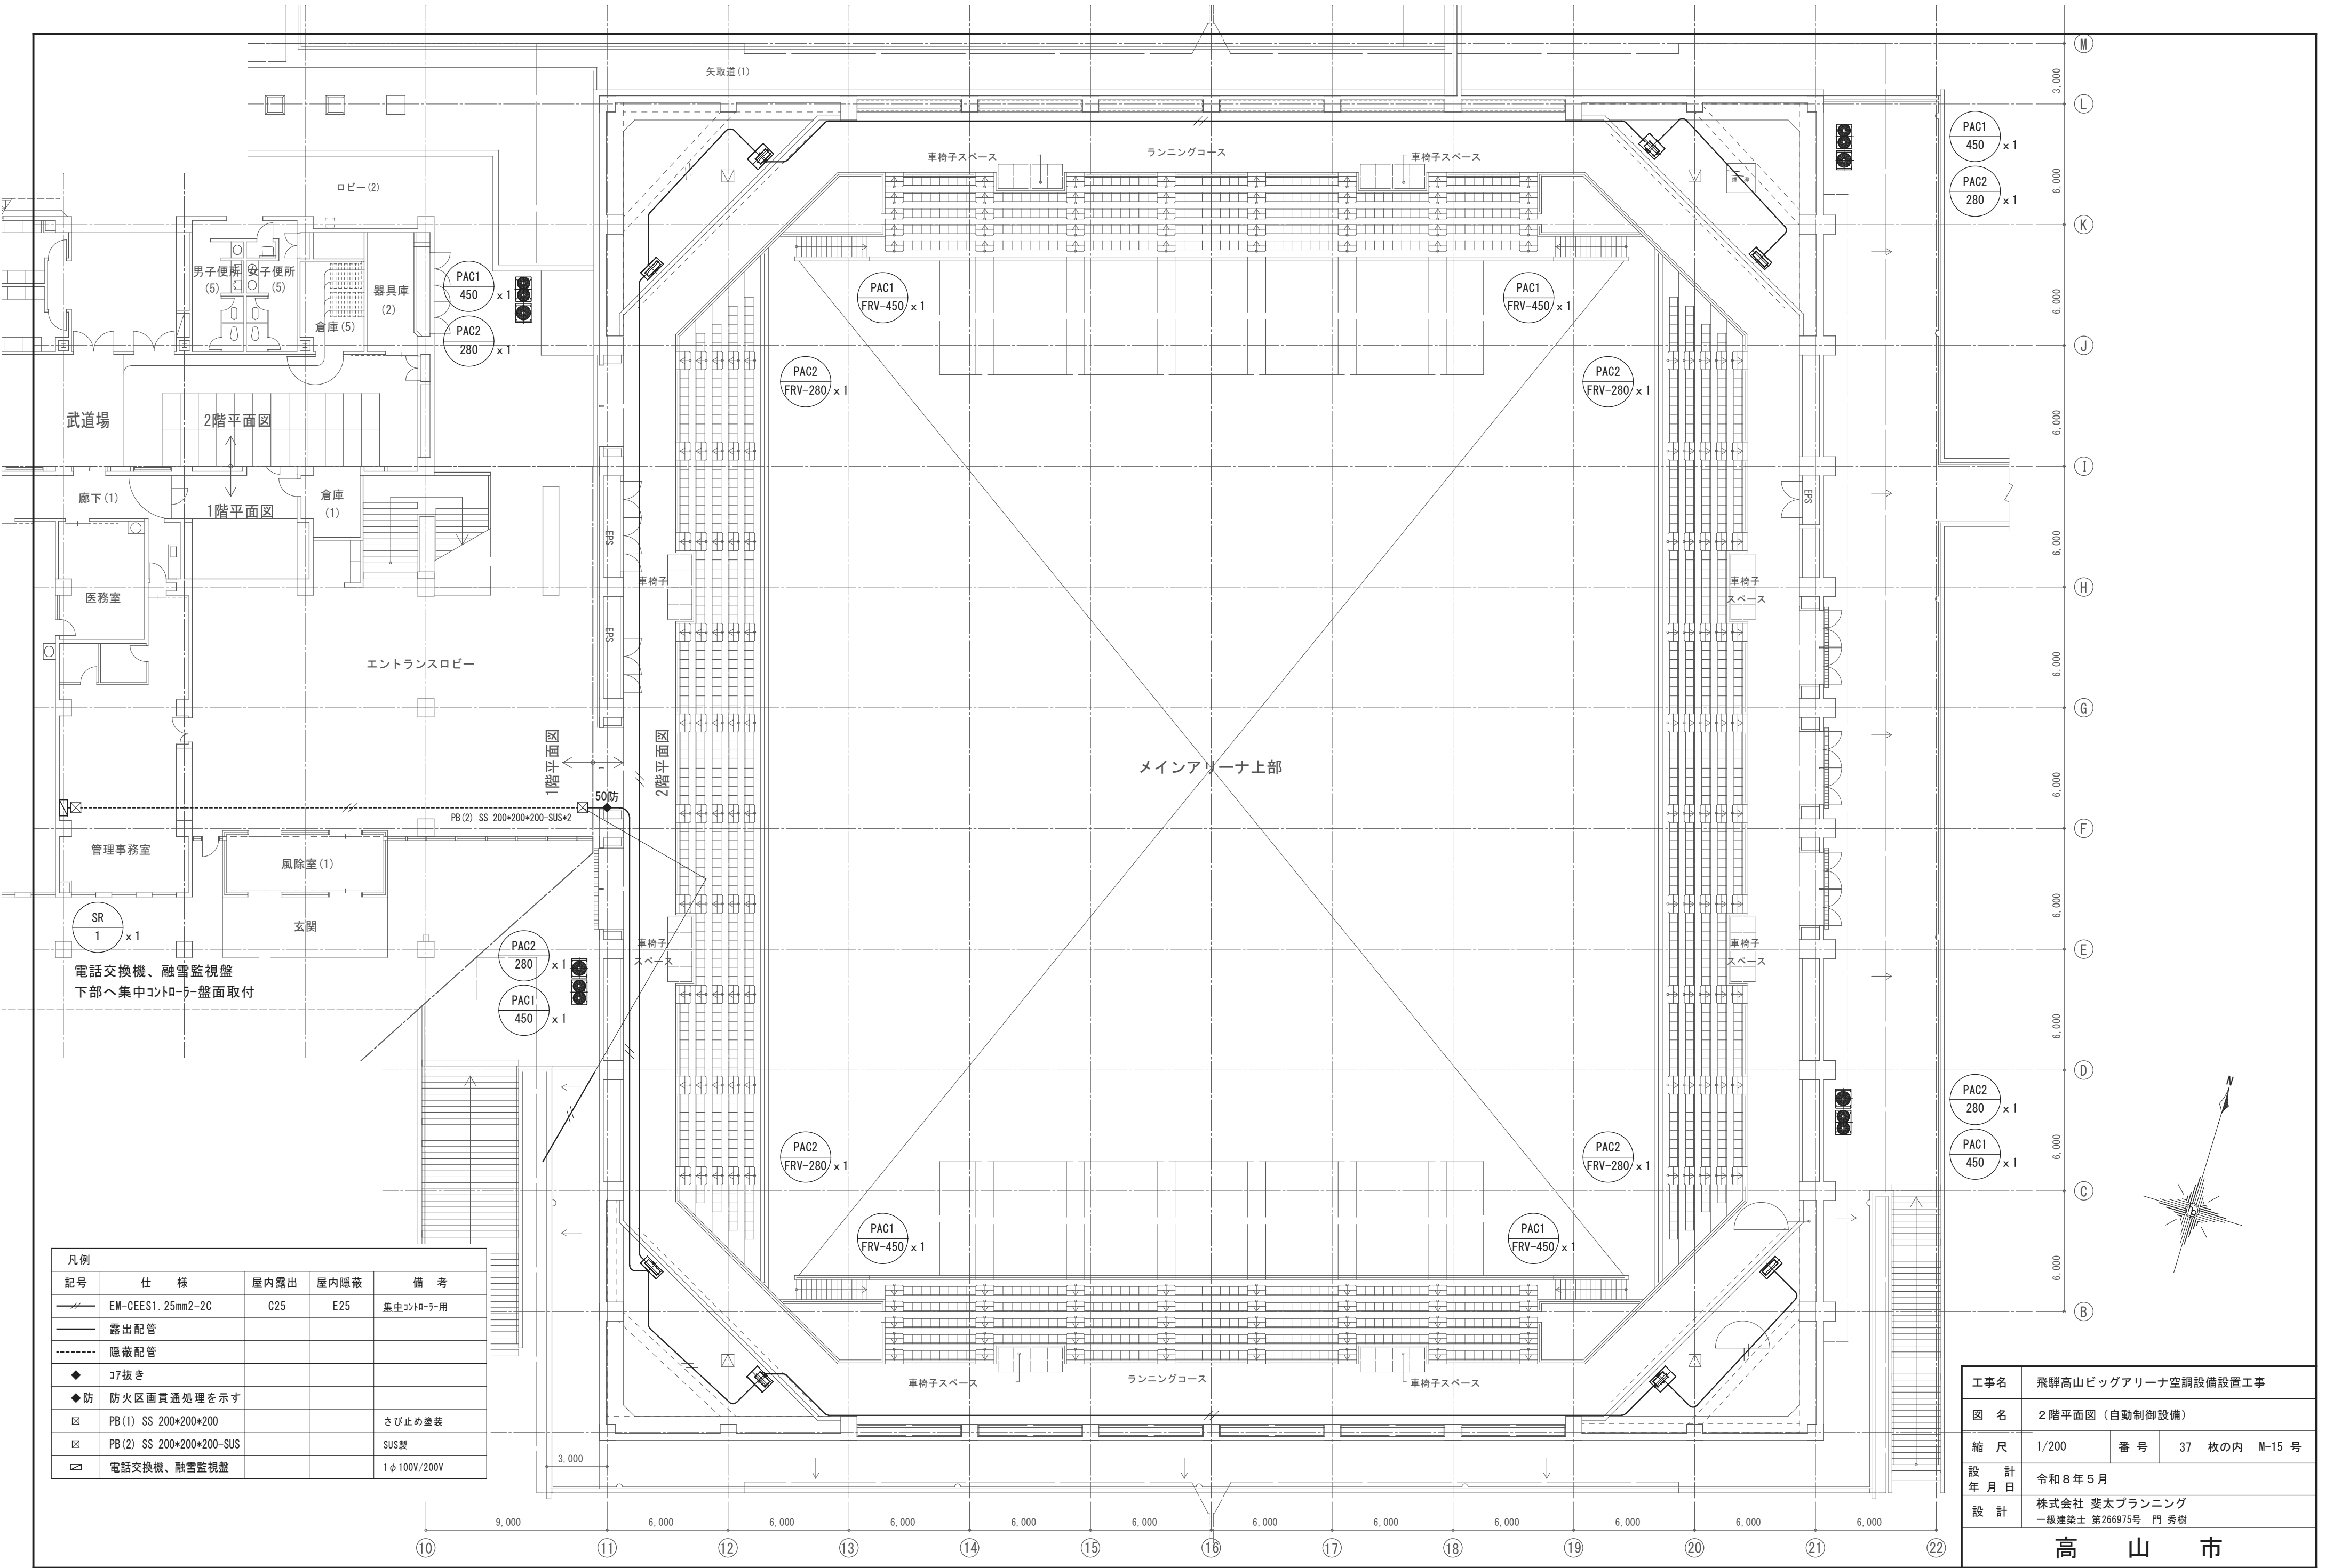 矢取道(1)
M
3,000
L
PAC1
450 x 1
PAC2
280 x 1
6,000
車椅子スペース
ランニングコース
車椅子スペース
ロビー(2)
K
男子便所
(5)
女子便所
(5)
倉庫(5)
器具庫
(2)
PAC1
450 x 1
PAC2
280 x 1
PAC1
FRV-450 x 1
PAC1
FRV-450 x 1
6,000
J
PAC2
FRV-280 x 1
PAC2
FRV-280 x 1
武道場
2階平面図
6,000
I
廊下(1)
1階平面図
倉庫
(1)
EPS
EPS
6,000
H
医務室
車椅子
車椅子
スペース
EPS
エントランスロビー
6,000
G
1階平面図
2階平面図
メインアリーナ上部
50防
PB(2) SS 200*200*200-SUS*2
6,000
F
管理事務室
風除室(1)
6,000
SR
1 x 1
玄関
車椅子
スペース
車椅子
スペース
E
電話交換機、融雪監視盤
下部へ集中コントローラー盤面取付
PAC2
280 x 1
PAC1
450 x 1
6,000
D
PAC2
280 x 1
PAC1
450 x 1
N
PAC2
FRV-280 x 1
PAC2
FRV-280 x 1
6,000
C
PAC1
FRV-450 x 1
PAC1
FRV-450 x 1
6,000
B
車椅子スペース
ランニングコース
車椅子スペース
凡例
記号 仕 様 屋内露出 屋内隠蔽 備 考
EM-CEES1.25mm2-2C C25 E25 集中コントローラー用
露出配管
隠蔽配管
◆ コア抜き
◆防 防火区画貫通処理を示す
PB(1) SS 200*200*200 さび止め塗装
PB(2) SS 200*200*200-SUS SUS製
電話交換機、融雪監視盤 1φ100V/200V
3,000
9,000 6,000 6,000 6,000 6,000 6,000 6,000 6,000 6,000 6,000 6,000 6,000
10 11 12 13 14 15 16 17 18 19 20 21 22
工事名 飛騨高山ビッグアリーナ空調設備設置工事
図 名 2階平面図(自動制御設備)
縮 尺 1/200 番 号 37 枚の内 M-15 号
設 計
年 月 日 令和8年5月
設 計 株式会社 斐太プランニング
一級建築士 第266975号 門 秀樹
高 山 市